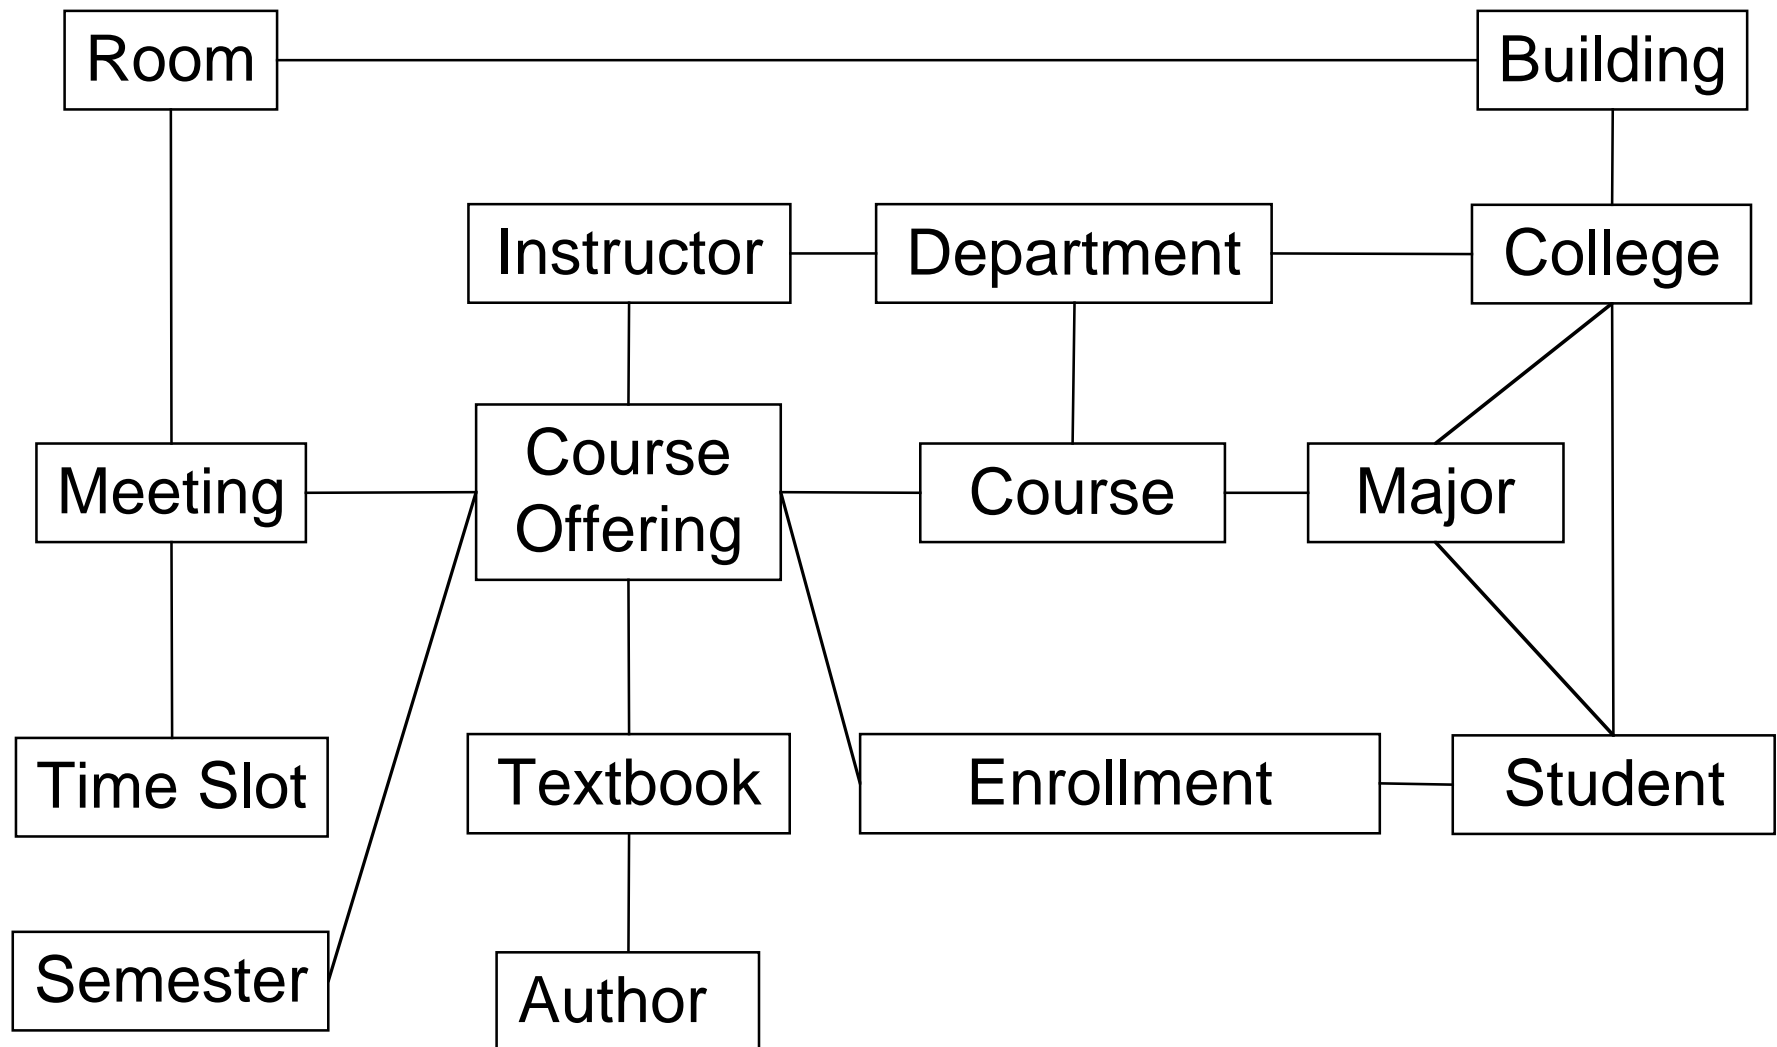 Room
Building
Instructor
Department
College
Meeting
Course
Offering
Course
Major
Time Slot
Textbook
Enrollment
Student
Semester
Author